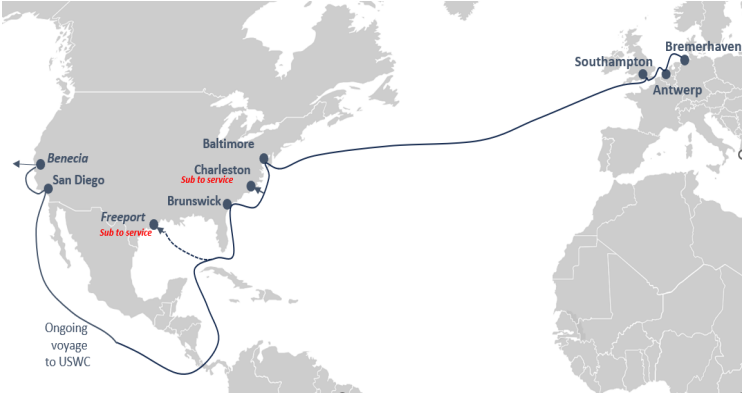 Bremerhaven
Southampton
Antwerp
Baltimore
Benecia
Charleston
Sub to service
San Diego
Brunswick
Freeport
Sub to service
Ongoing
voyage
to USWC